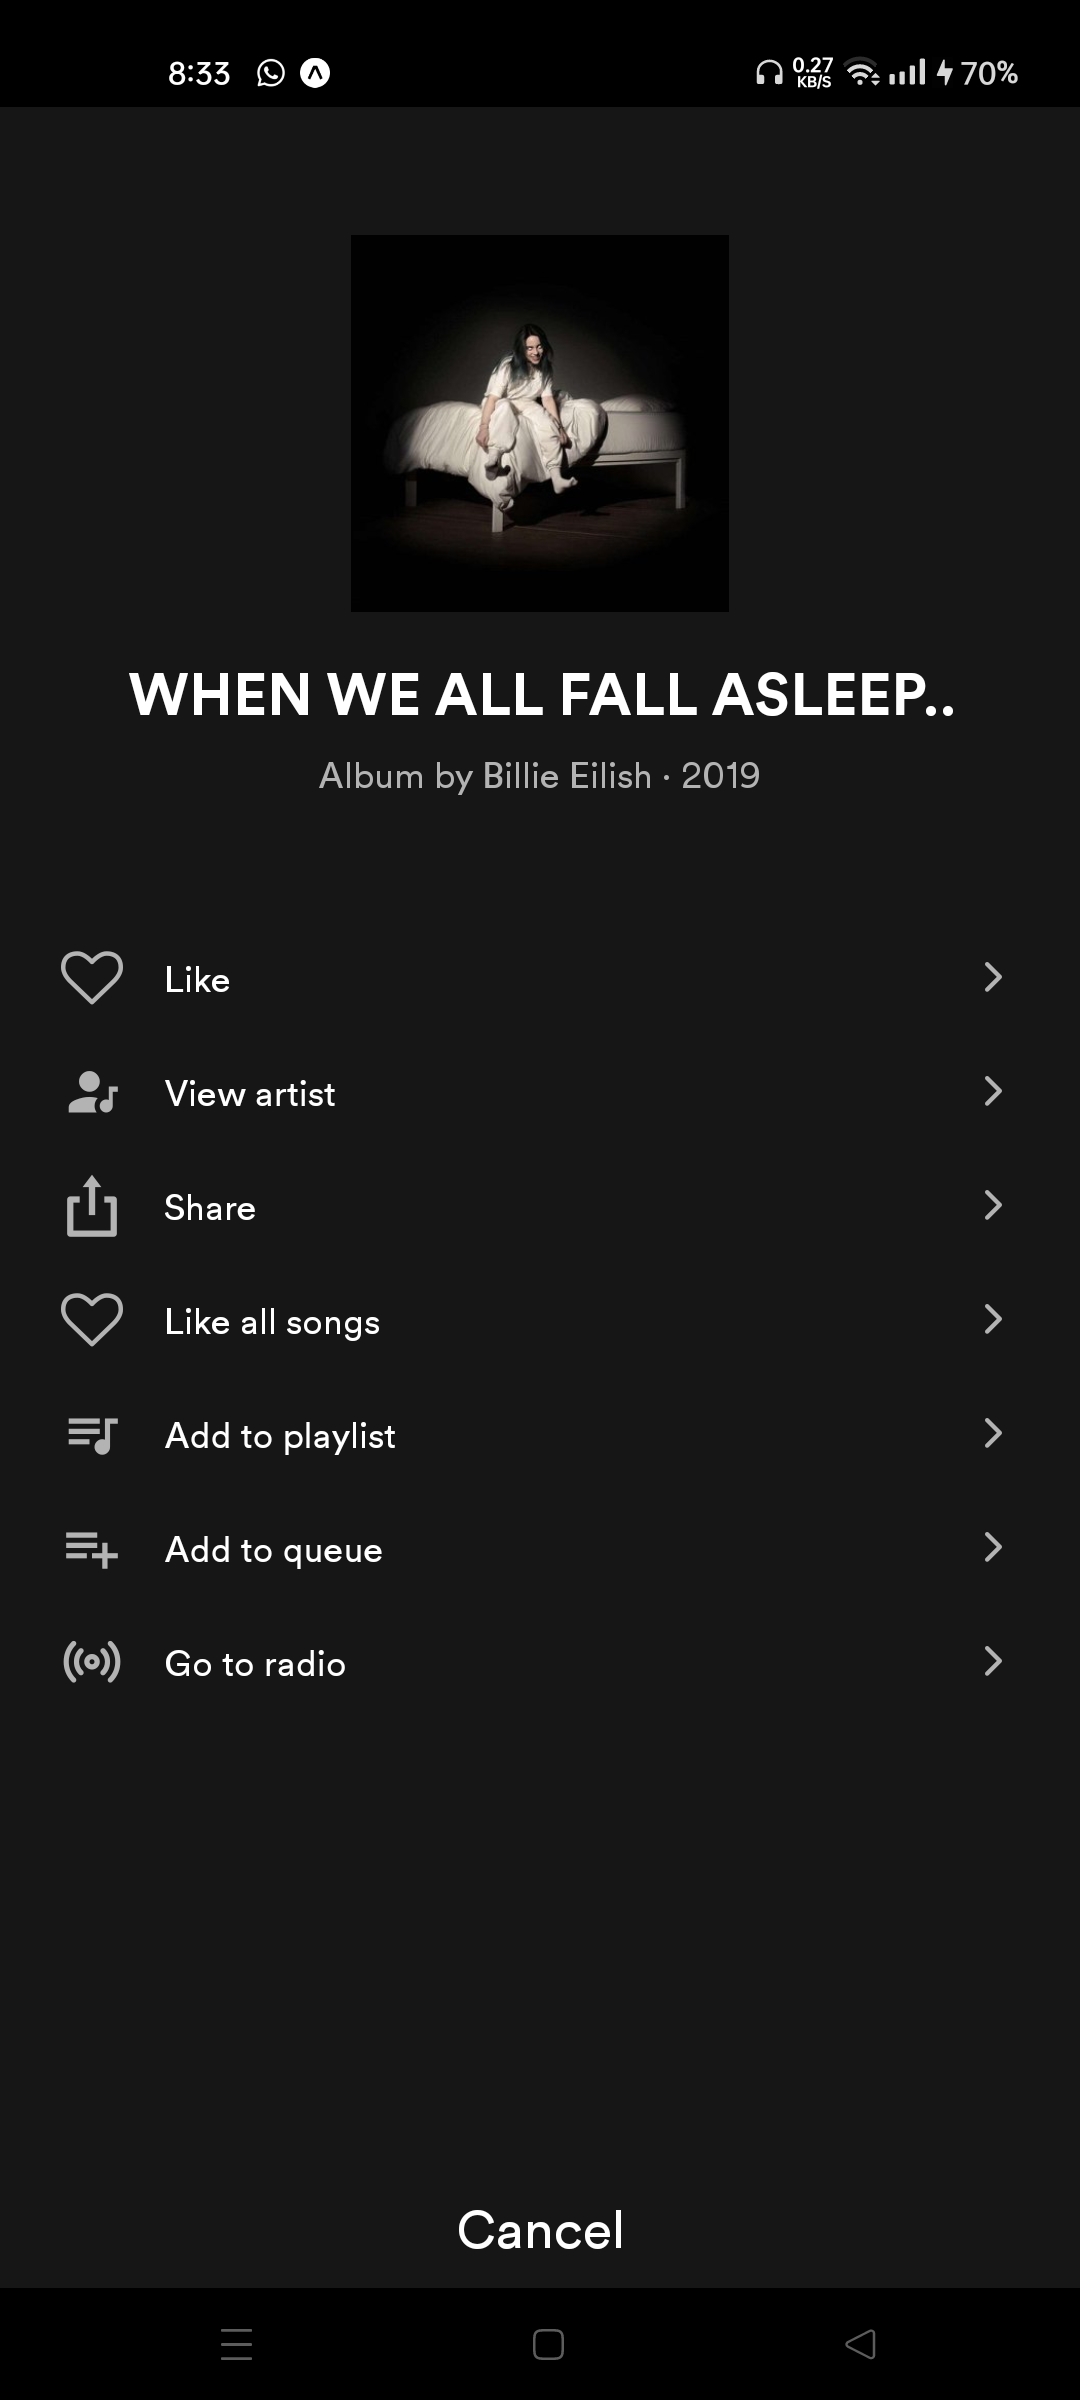 8:33
0.27
KB/S
70%
WHEN WE ALL FALL ASLEEP..
Album by Billie Eilish · 2019
Like
View artist
Share
Like all songs
Add to playlist
Add to queue
Go to radio
Cancel